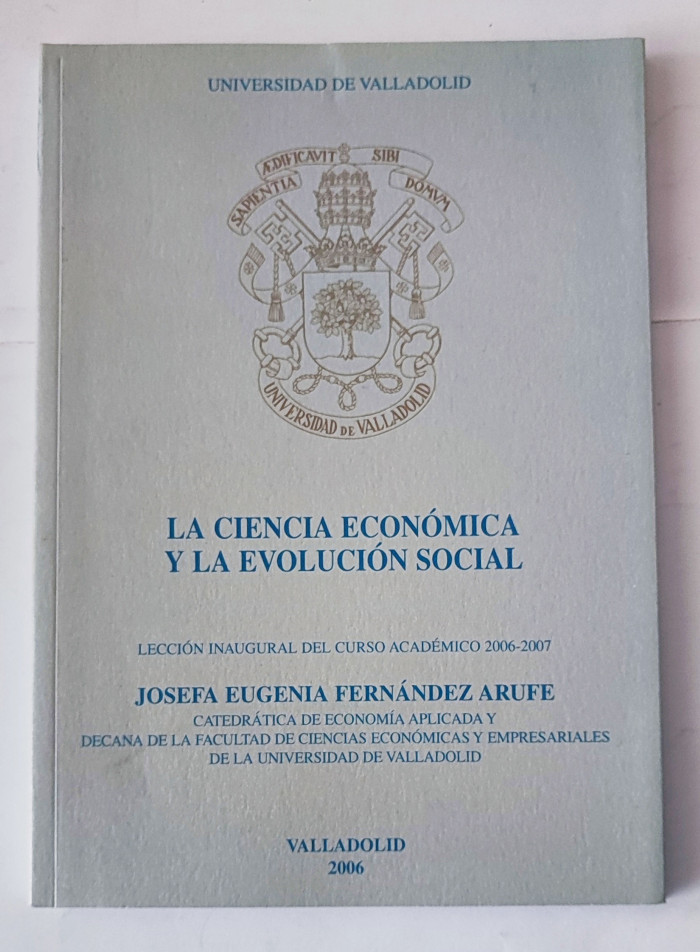 UNIVERSIDAD DE VALLADOLID
SAPIENTIA ÆDIFICAVIT SIBI DOMVM
UNIVERSIDAD DE VALLADOLID
LA CIENCIA ECONÓMICA
Y LA EVOLUCIÓN SOCIAL
LECCIÓN INAUGURAL DEL CURSO ACADÉMICO 2006-2007
JOSEFA EUGENIA FERNÁNDEZ ARUFE
CATEDRÁTICA DE ECONOMÍA APLICADA Y
DECANA DE LA FACULTAD DE CIENCIAS ECONÓMICAS Y EMPRESARIALES
DE LA UNIVERSIDAD DE VALLADOLID
VALLADOLID
2006